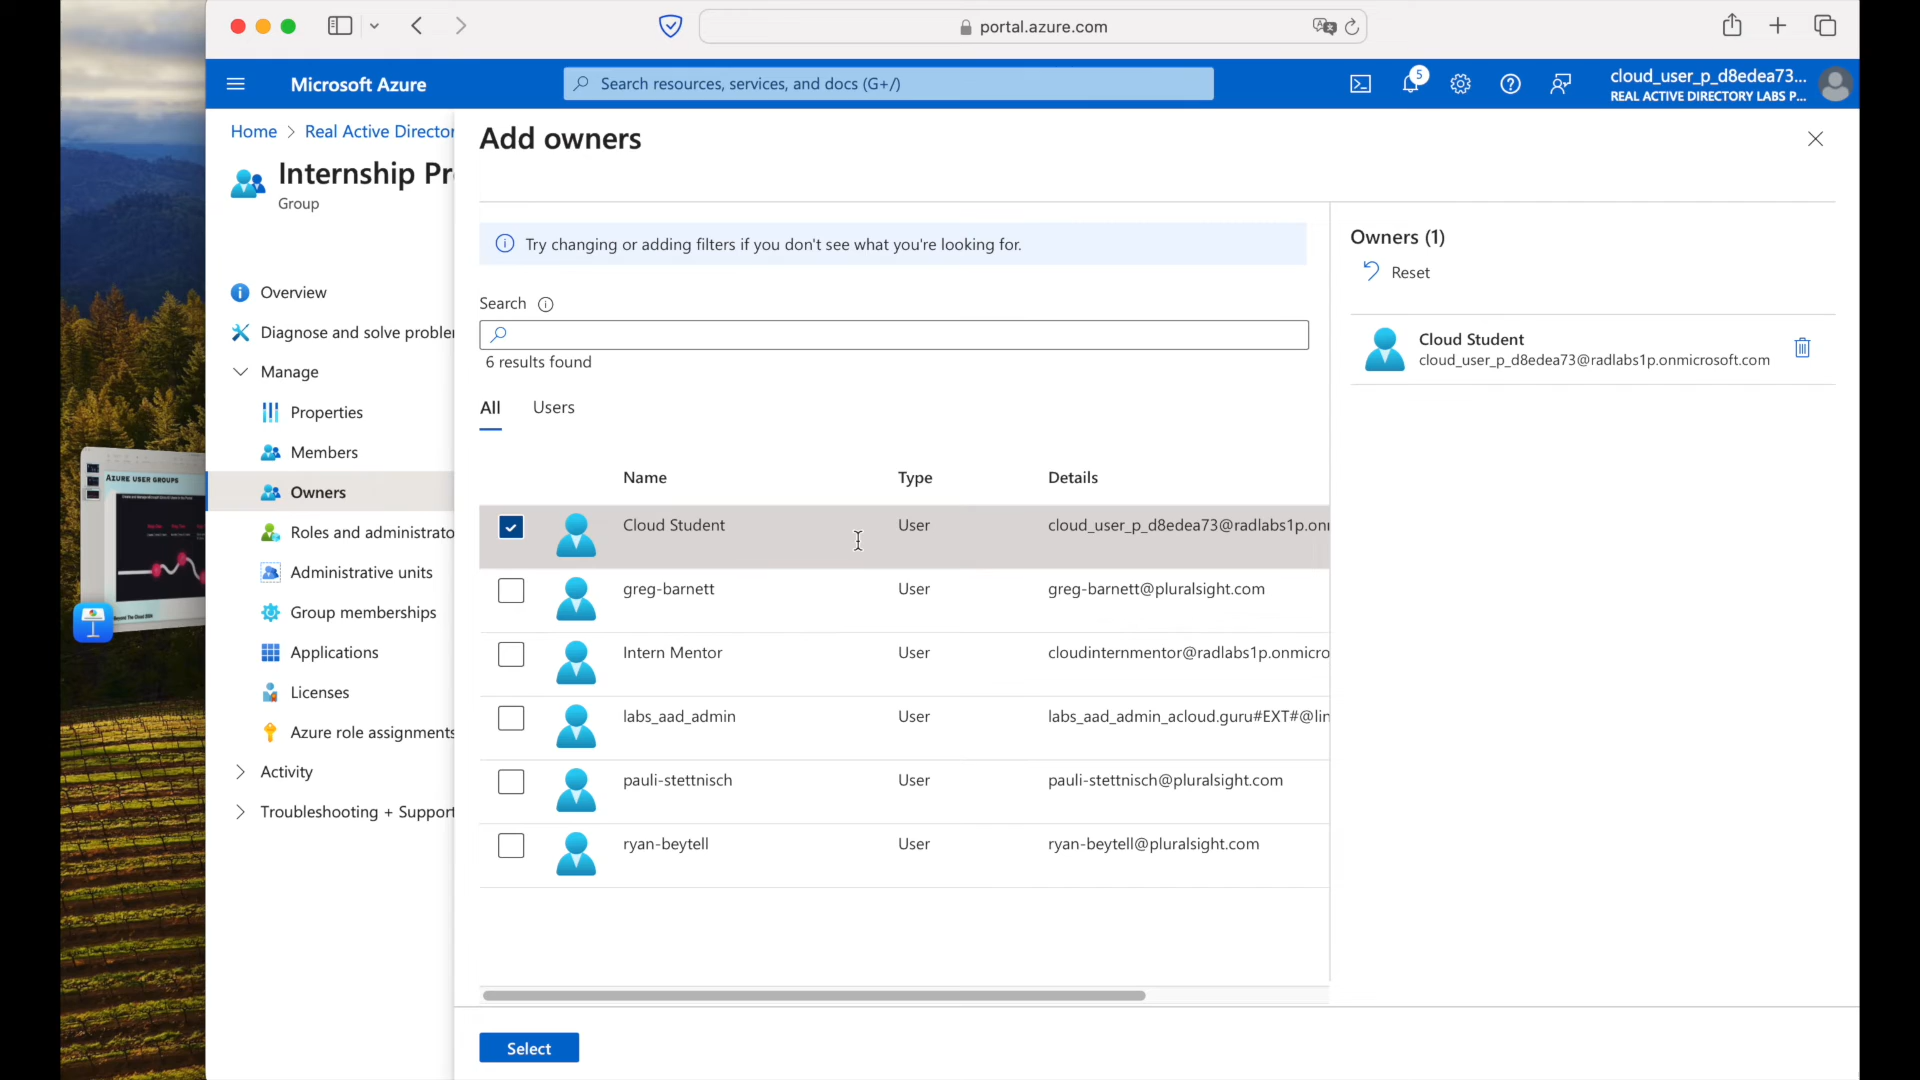 portal.azure.com
Microsoft Azure
Search resources, services, and docs (G+/)
5
cloud_user_p_d8edea73...
REAL ACTIVE DIRECTORY LABS P...
Home > Real Active Director
Internship Pr
Group
Overview
Diagnose and solve probler
Manage
Properties
Members
Owners
Roles and administrato
Administrative units
Group memberships
Applications
Licenses
Azure role assignments
Activity
Troubleshooting + Support
AZURE USER GROUPS
Add owners
Try changing or adding filters if you don't see what you're looking for.
Search
6 results found
All Users
Name Type Details
Cloud Student User cloud_user_p_d8edea73@radlabs1p.onr
greg-barnett User greg-barnett@pluralsight.com
Intern Mentor User cloudinternmentor@radlabs1p.onmicro
labs_aad_admin User labs_aad_admin_acloud.guru#EXT#@lin
pauli-stettnisch User pauli-stettnisch@pluralsight.com
ryan-beytell User ryan-beytell@pluralsight.com
Select
Owners (1)
Reset
Cloud Student
cloud_user_p_d8edea73@radlabs1p.onmicrosoft.com